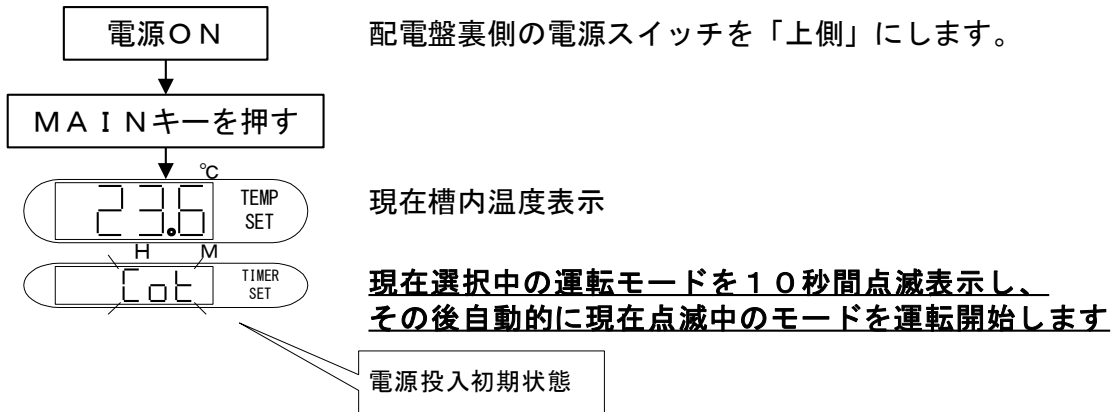 電源ＯＮ
配電盤裏側の電源スイッチを「上側」にします。
ＭＡＩＮキーを押す
℃
23.6
TEMP
SET
現在槽内温度表示
H M
Cot
TIMER
SET
現在選択中の運転モードを１０秒間点滅表示し、
その後自動的に現在点滅中のモードを運転開始します
電源投入初期状態